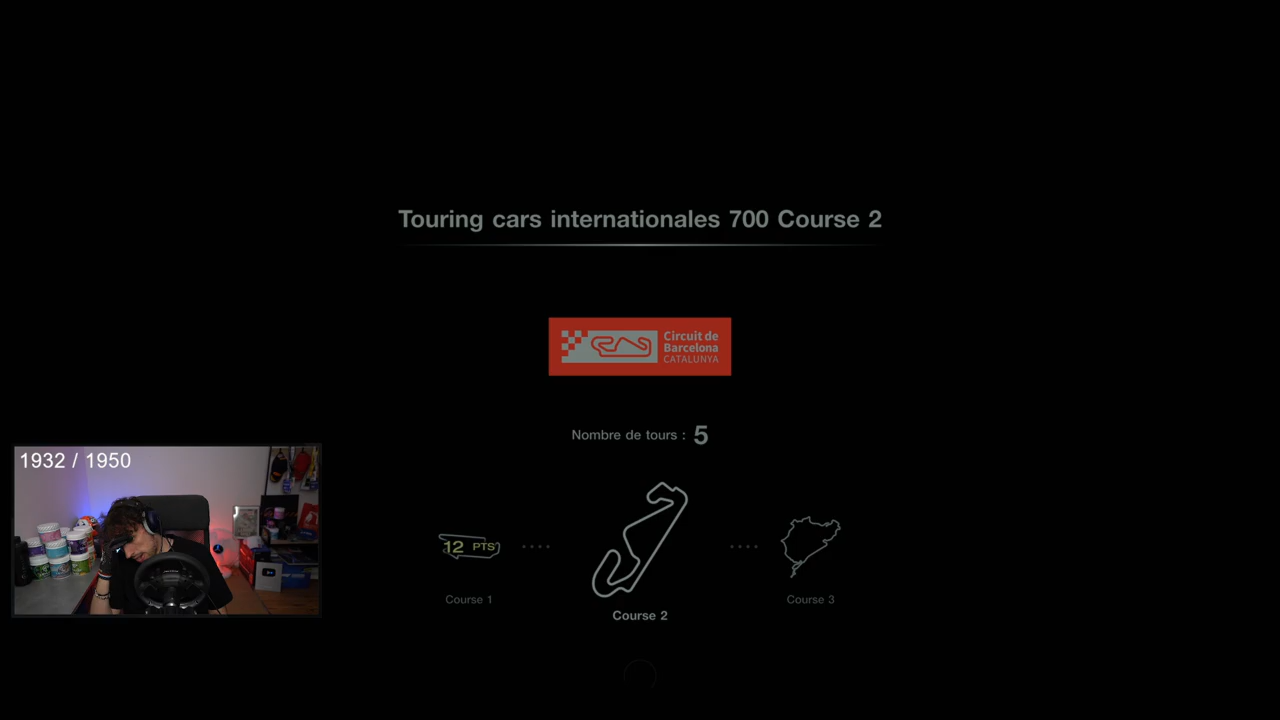 Touring cars internationales 700 Course 2
Circuit de
Barcelona
CATALUNYA
Nombre de tours : 5
1932 / 1950
12 PTS
Course 1
Course 2
Course 3